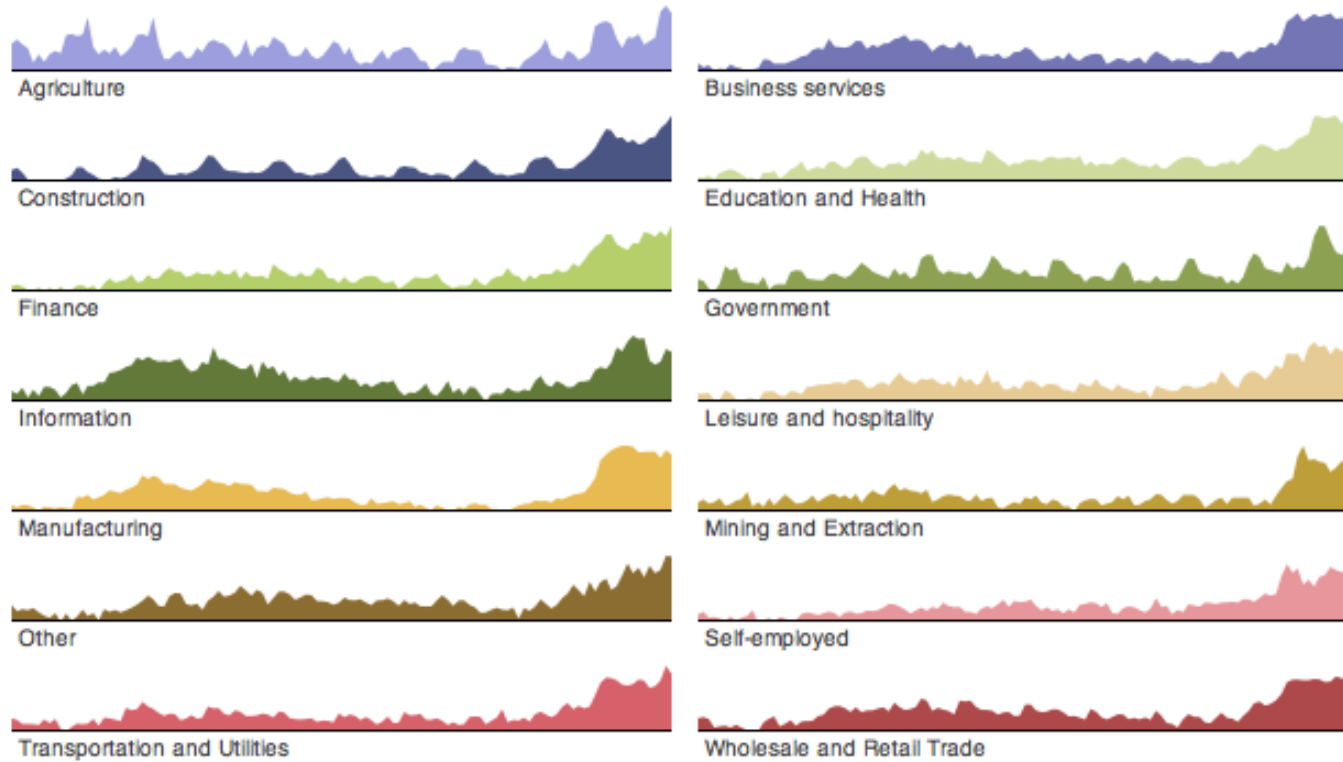 Agriculture
Business services
Construction
Education and Health
Finance
Government
Information
Leisure and hospitality
Manufacturing
Mining and Extraction
Other
Self-employed
Transportation and Utilities
Wholesale and Retail Trade